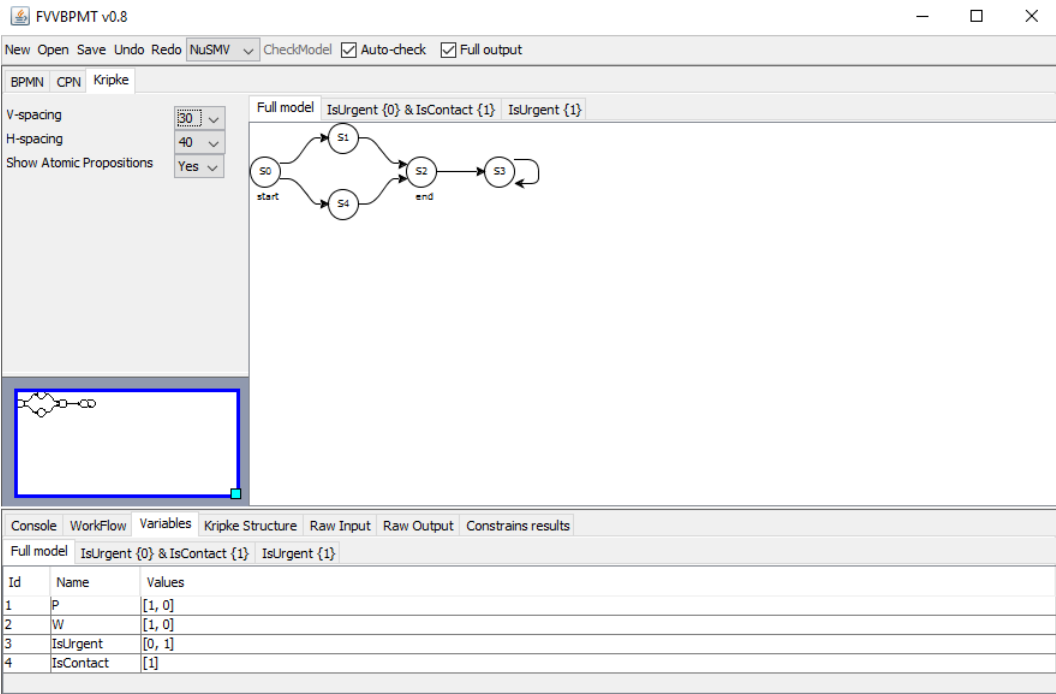 FVVBPMT v0.8
New Open Save Undo Redo NuSMV CheckModel Auto-check Full output
BPMN CPN Kripke
V-spacing 30
H-spacing 40
Show Atomic Propositions Yes
Full model IsUrgent {0} & IsContact {1} IsUrgent {1}
S1
S0 S2 S3
start end
S4
Console WorkFlow Variables Kripke Structure Raw Input Raw Output Constrains results
Full model IsUrgent {0} & IsContact {1} IsUrgent {1}
Id Name Values
1 P [1, 0]
2 W [1, 0]
3 IsUrgent [0, 1]
4 IsContact [1]